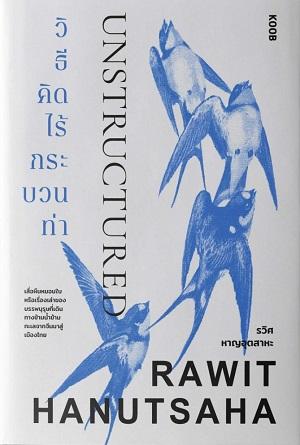 KOOB
วิ
ธี
คิด
ไร้
กระ
บวน
ท่า
UNSTRUCTURED
เสื่อผืนหมอนใบ
หรือเรื่องเล่าของ
บรรพบุรุษที่เดิน
ทางข้ามน้ำข้าม
ทะเลจากจีนมาสู่
เมืองไทย
รวิศ
หาญอุตสาหะ
RAWIT
HANUTSAHA